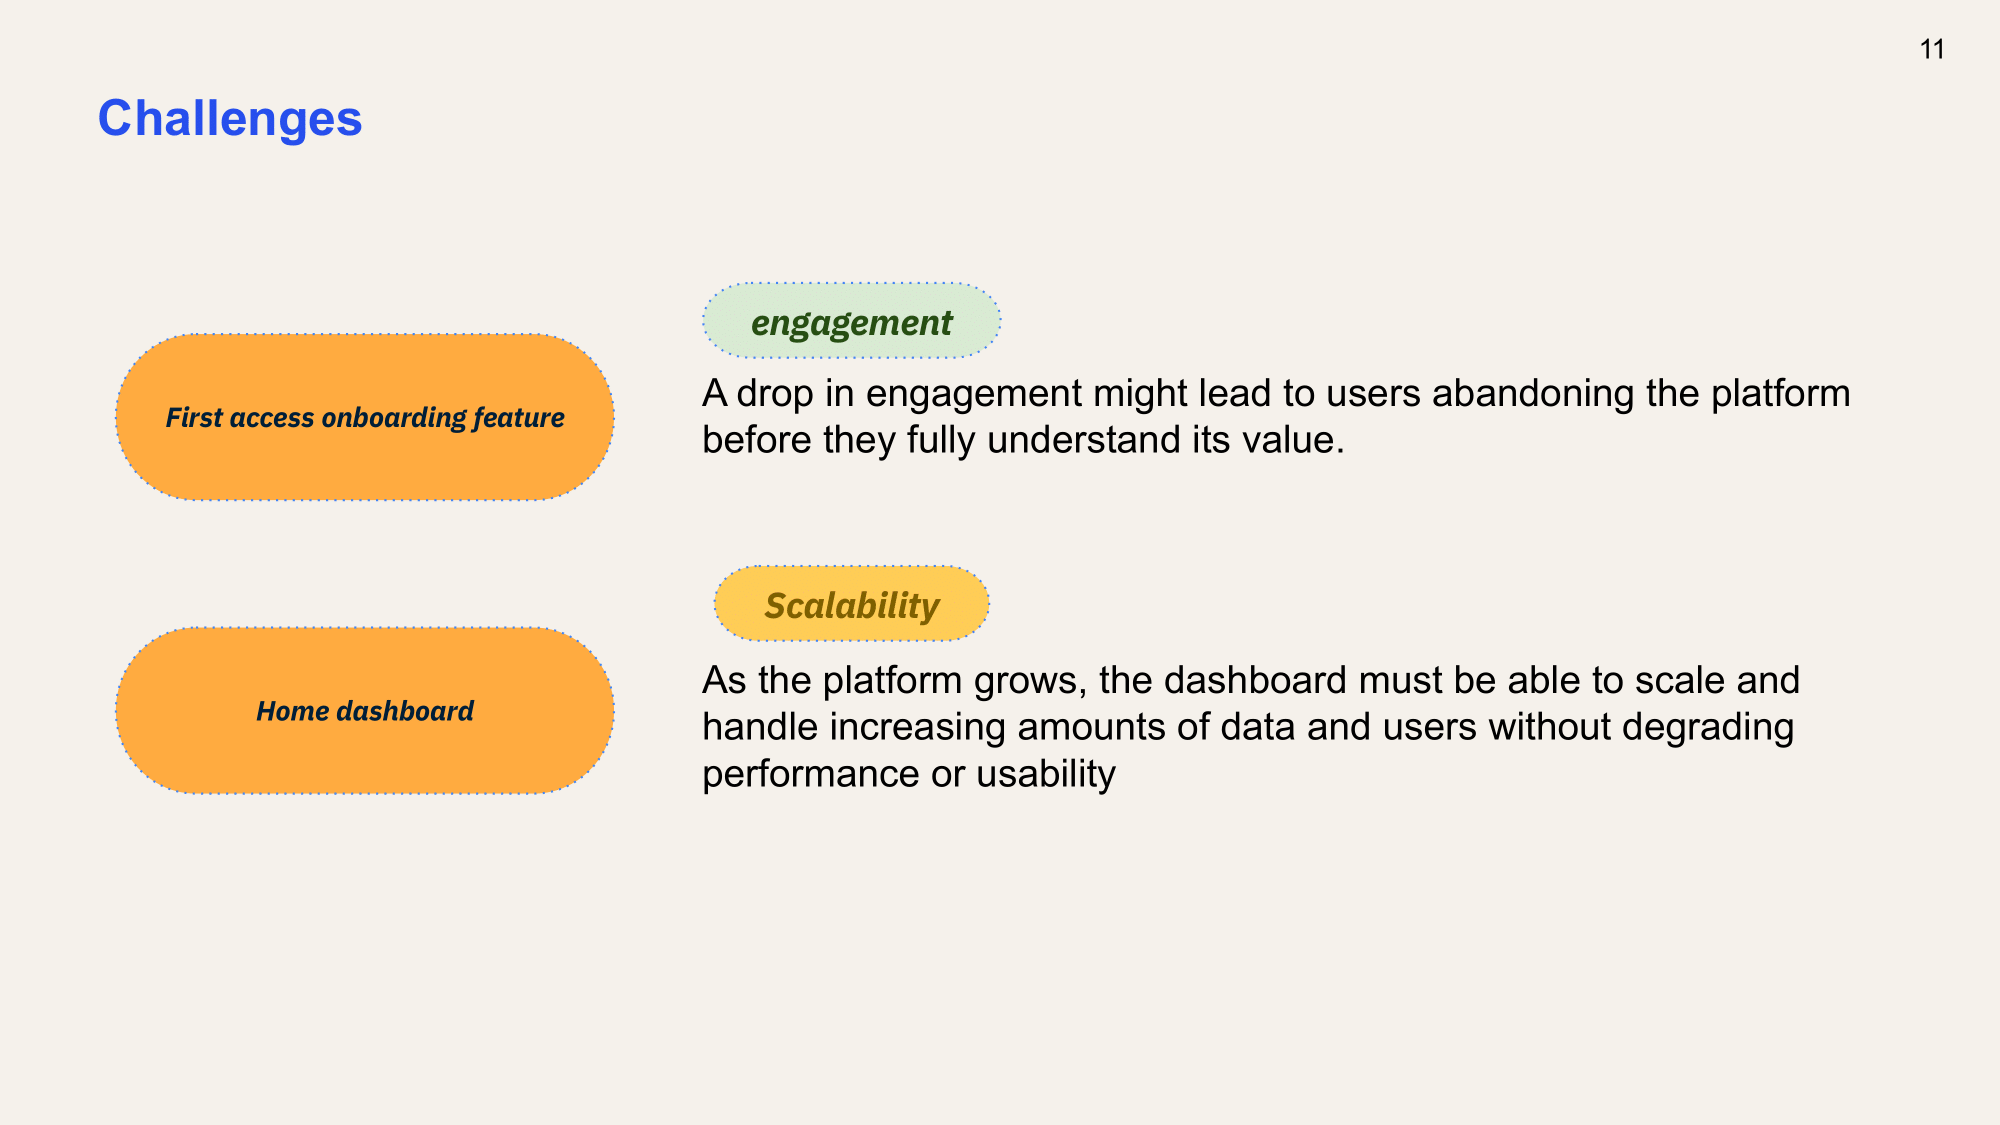 11
Challenges
First access onboarding feature
engagement
A drop in engagement might lead to users abandoning the platform
before they fully understand its value.
Home dashboard
Scalability
As the platform grows, the dashboard must be able to scale and
handle increasing amounts of data and users without degrading
performance or usability